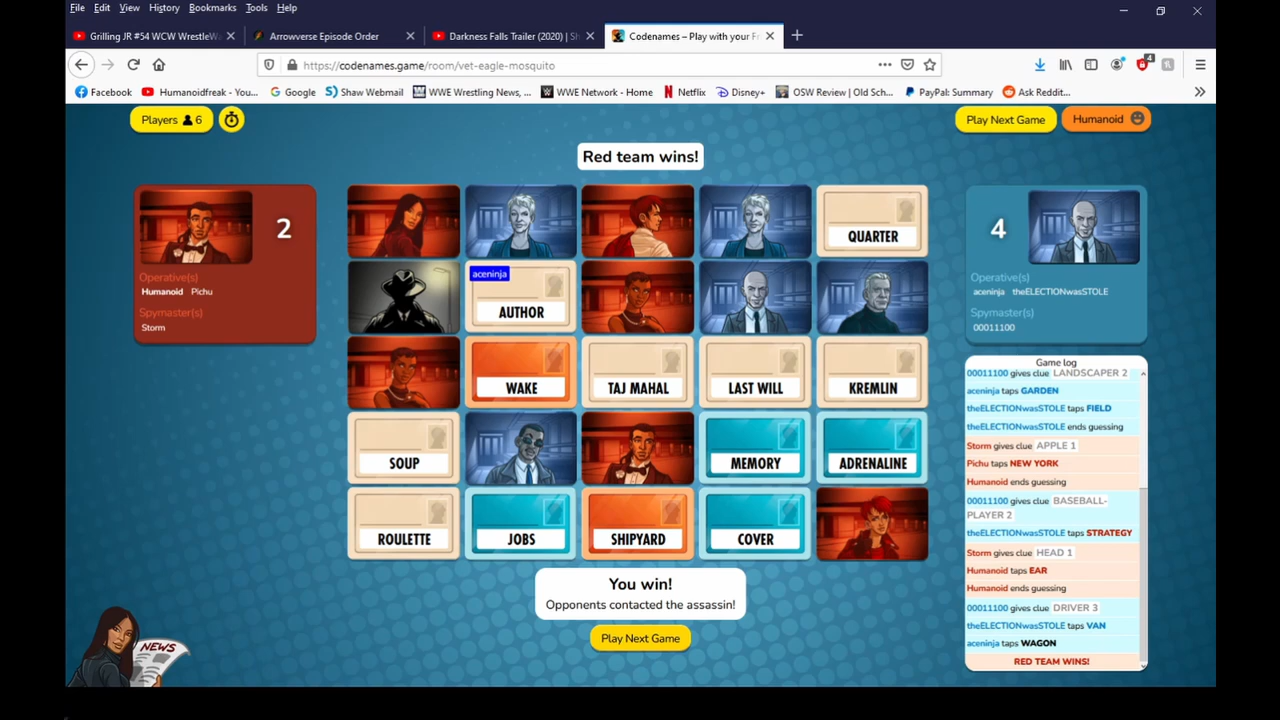 File Edit View History Bookmarks Tools Help
Grilling JR #54 WCW WrestleWa
Arrowverse Episode Order
Darkness Falls Trailer (2020) | S
Codenames – Play with your Fr
https://codenames.game/room/vet-eagle-mosquito
4
Facebook Humanoidfreak - You... Google Shaw Webmail WWE Wrestling News, ... WWE Network - Home Netflix Disney+ OSW Review | Old Sch... PayPal: Summary Ask Reddit...
Players 6
Play Next Game
Humanoid
Red team wins!
2
Operative(s)
Humanoid Pichu
Spymaster(s)
Storm
QUARTER
aceninja
AUTHOR
WAKE
TAJ MAHAL
LAST WILL
KREMLIN
SOUP
MEMORY
ADRENALINE
ROULETTE
JOBS
SHIPYARD
COVER
4
Operative(s)
aceninja theELECTIONwasSTOLE
Spymaster(s)
00011100
Game log
00011100 gives clue LANDSCAPER 2
aceninja taps GARDEN
theELECTIONwasSTOLE taps FIELD
theELECTIONwasSTOLE ends guessing
Storm gives clue APPLE 1
Pichu taps NEW YORK
Humanoid ends guessing
00011100 gives clue BASEBALL-
PLAYER 2
theELECTIONwasSTOLE taps STRATEGY
Storm gives clue HEAD 1
Humanoid taps EAR
Humanoid ends guessing
00011100 gives clue DRIVER 3
theELECTIONwasSTOLE taps VAN
aceninja taps WAGON
RED TEAM WINS!
You win!
Opponents contacted the assassin!
Play Next Game
NEWS